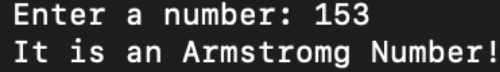 Enter a number: 153
It is an Armstromg Number!